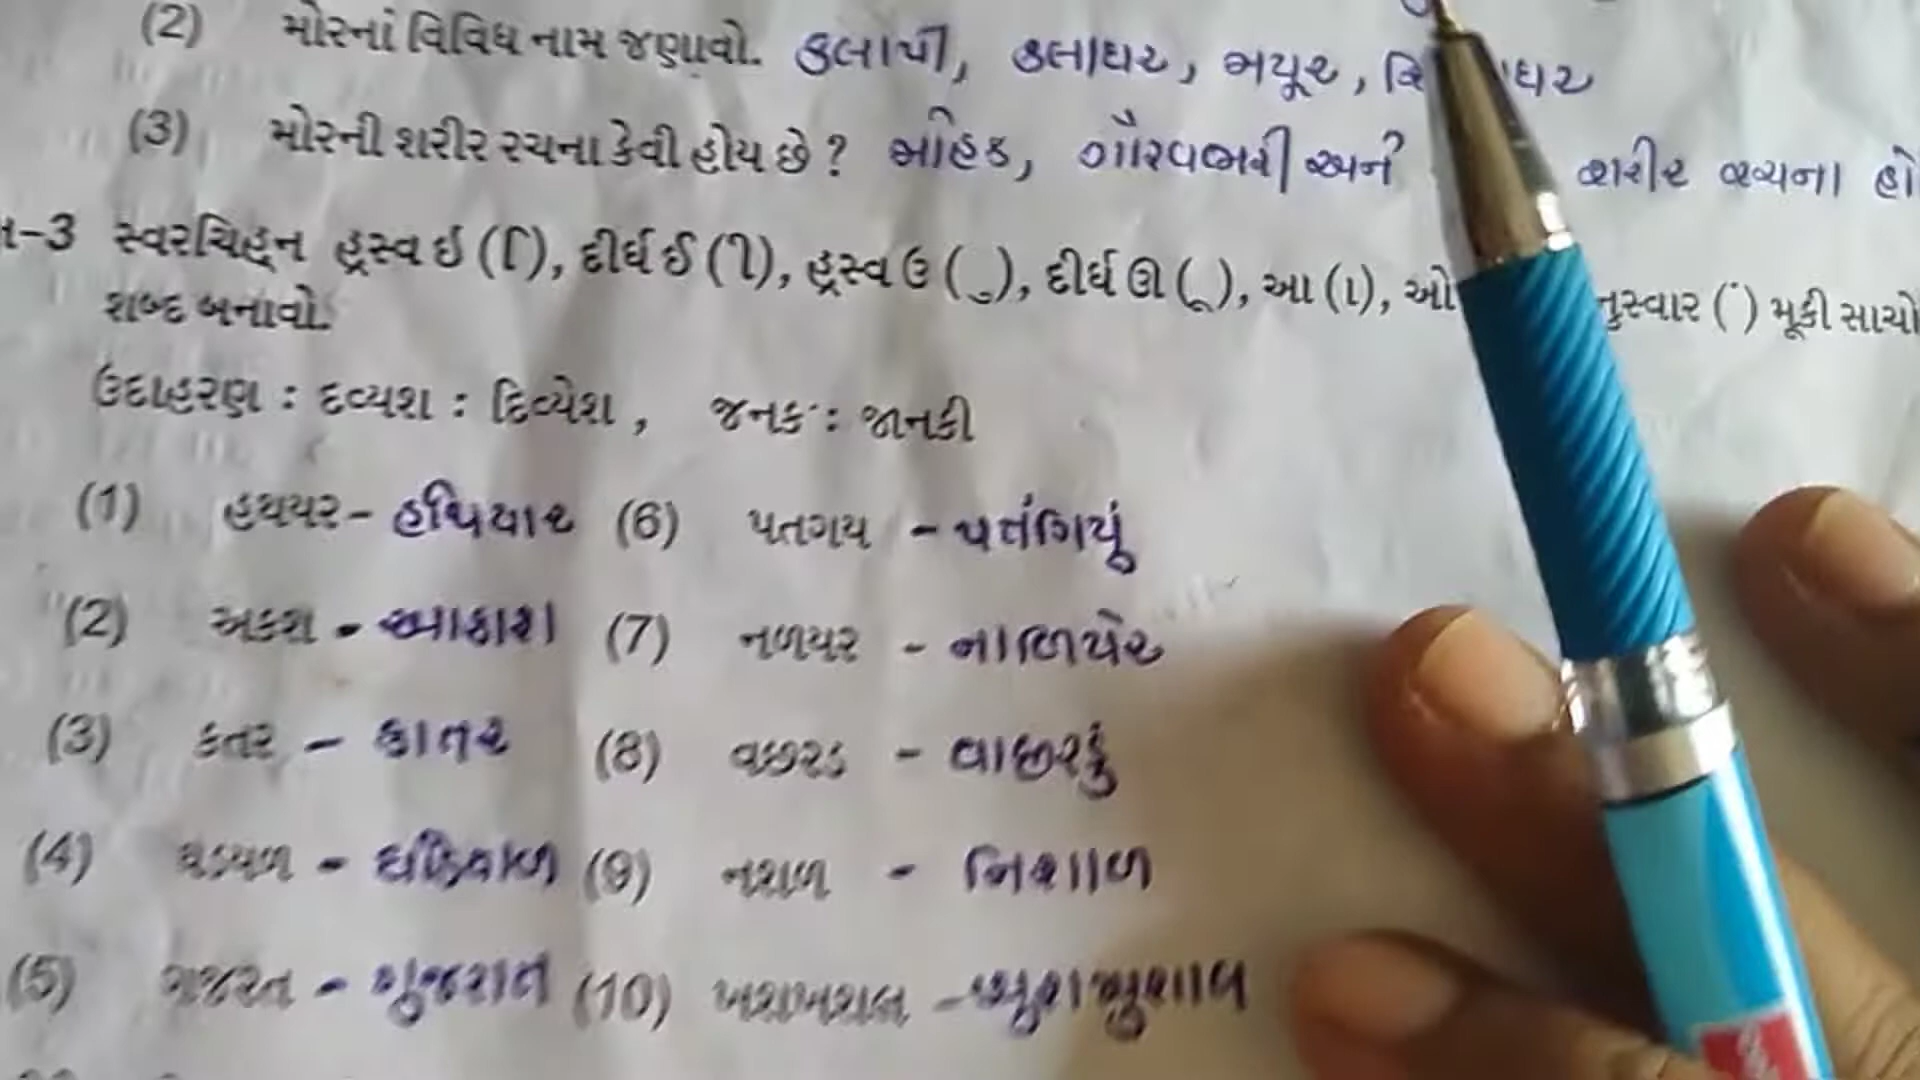 (2) મોરનાં વિવિધ નામ જણાવો. કલાપી, કલાધર, મયૂર,
(3) મોરની શરીર રચના કેવી હોય છે? મોહક, ગૌરવભરી અને શરીર રચના હો
ન-3 સ્વરચિહ્ન હ્રસ્વ ઇ (િ), દીર્ઘ ઈ (ી), હ્રસ્વ ઉ (ુ), દીર્ઘ ઊ (ૂ), આ (ા), ઓ નુસ્વાર (ં) મૂકી સાચો
શબ્દ બનાવો.
ઉદાહરણ : દવ્યશ : દિવ્યેશ, જનક : જાનકી
(1) હથયર - હથિયાર (6) પતગય - પતંગિયું
(2) અકશ - આકાશ (7) નળયર - નાળિયેર
(3) કતર - કાતર (8) વછરડ - વાછરડું
(4) ઘડયળ - ઘડિયાળ (9) નશળ - નિશાળ
(5) ગજરત - ગુજરાત (10) ખશખશલ - ખુશખુશાલ